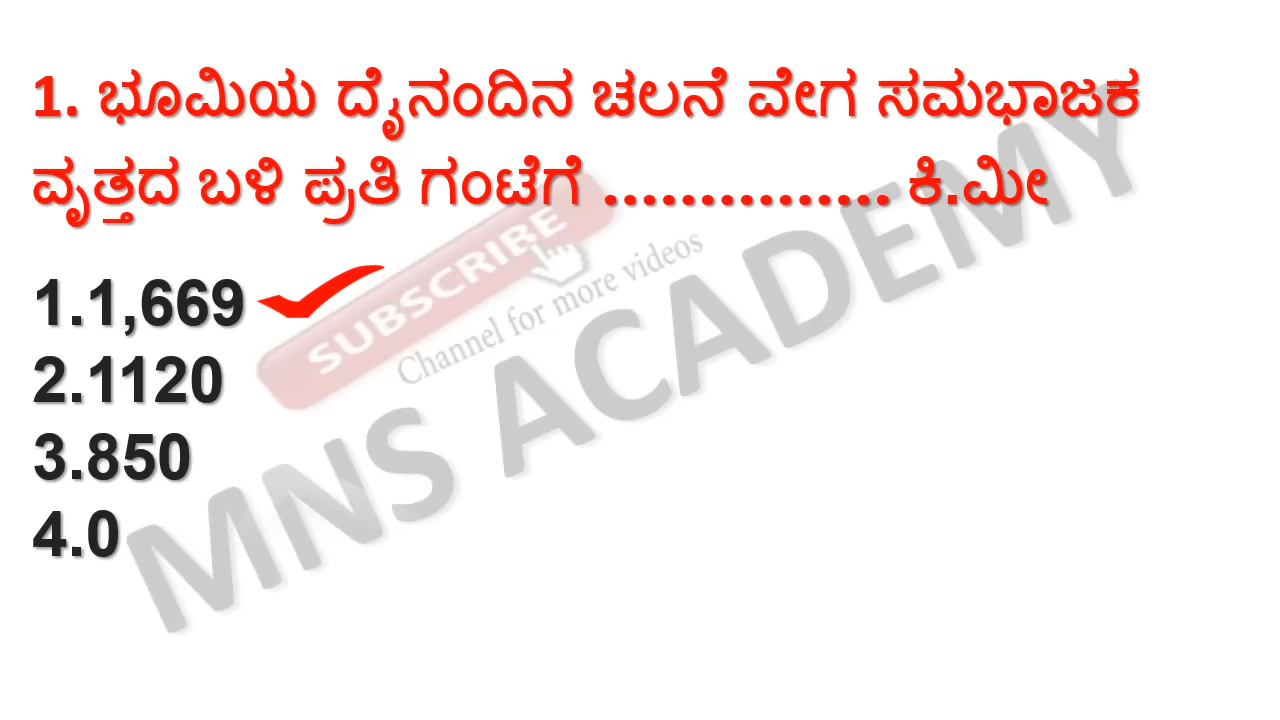 1. ಭೂಮಿಯ ದೈನಂದಿನ ಚಲನೆ ವೇಗ ಸಮಭಾಜಕ
ವೃತ್ತದ ಬಳಿ ಪ್ರತಿ ಗಂಟೆಗೆ ............... ಕಿ.ಮೀ
1.1,669
2.1120
3.850
4.0
SUBSCRIBE
Channel for more videos
MNS ACADEMY